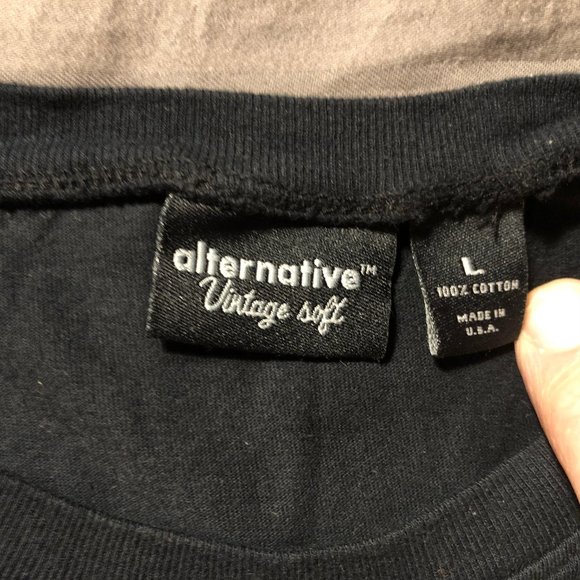 alternative™
Vintage soft
L
100% COTTON
MADE IN
U.S.A.